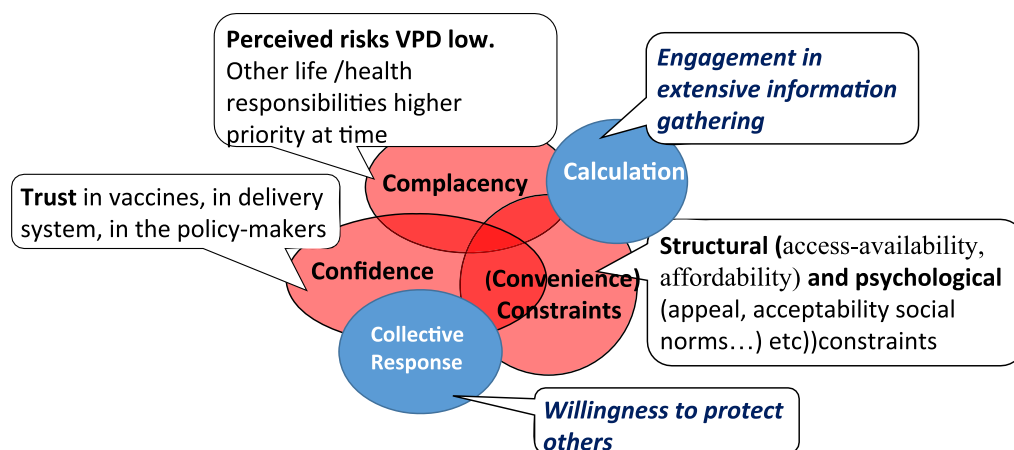 Perceived risks VPD low.
Other life /health
responsibilities higher
priority at time
Engagement in
extensive information
gathering
Complacency
Calculation
Trust in vaccines, in delivery
system, in the policy-makers
Confidence
(Convenience)
Constraints
Structural (access-availability,
affordability) and psychological
(appeal, acceptability social
norms…) etc))constraints
Collective
Response
Willingness to protect
others